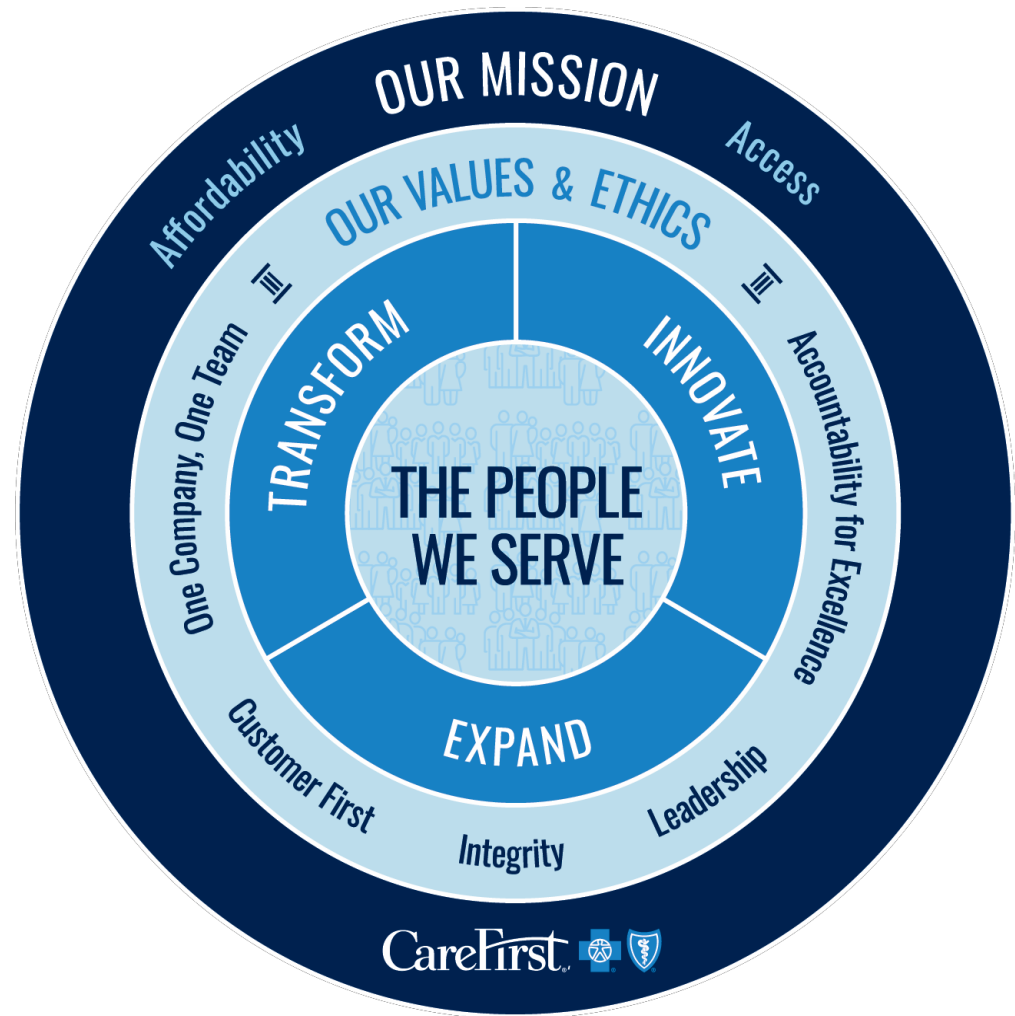 OUR MISSION
Affordability
Access
OUR VALUES & ETHICS
One Company, One Team
Accountability for Excellence
Customer First
Integrity
Leadership
TRANSFORM
INNOVATE
EXPAND
THE PEOPLE
WE SERVE
CareFirst